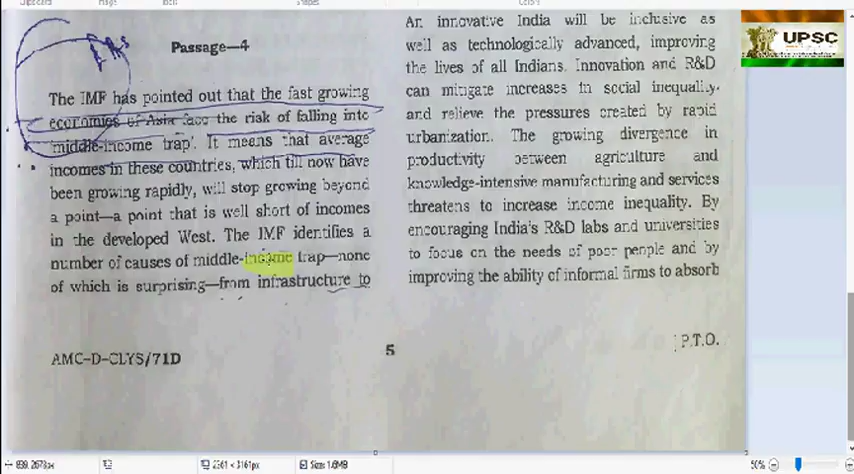 Passage—4
The IMF has pointed out that the fast growing
economies of Asia face the risk of falling into
'middle-income trap'. It means that average
incomes in these countries, which till now have
been growing rapidly, will stop growing beyond
a point—a point that is well short of incomes
in the developed West. The IMF identifies a
number of causes of middle-income trap—none
of which is surprising—from infrastructure to
An innovative India will be inclusive as
well as technologically advanced, improving
the lives of all Indians. Innovation and R&D
can mitigate increases in social inequality
and relieve the pressures created by rapid
urbanization. The growing divergence in
productivity between agriculture and
knowledge-intensive manufacturing and services
threatens to increase income inequality. By
encouraging India's R&D labs and universities
to focus on the needs of poor people and by
improving the ability of informal firms to absorb
AMC-D-CLYS/71D
5
P.T.O.
UPSC
2361 × 3161px
Size: 1.6MB
50%